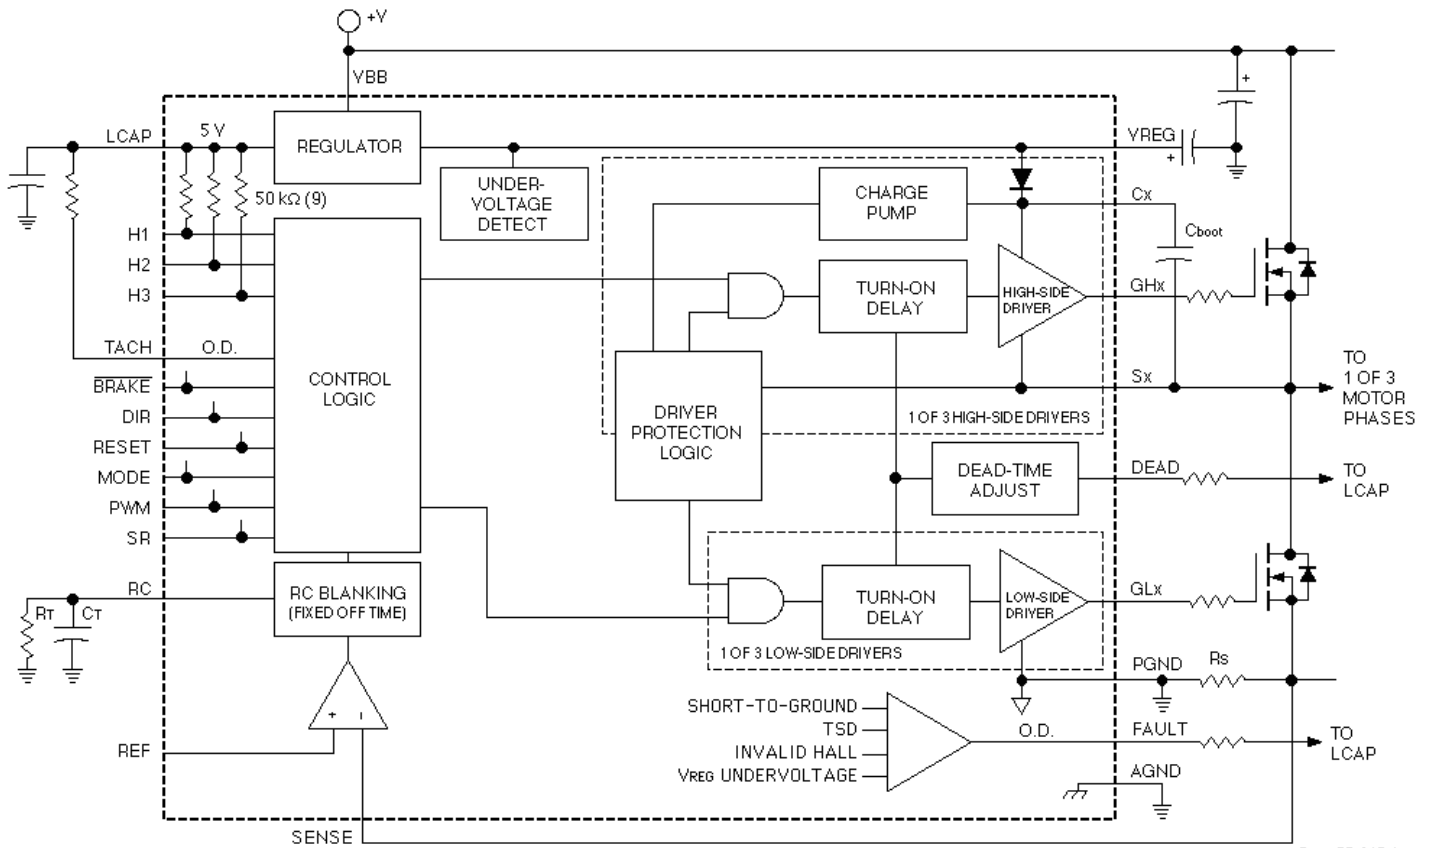 +V
VBB
LCAP
5 V
REGULATOR
VREG
+
+
50 kΩ (9)
UNDER-
VOLTAGE
DETECT
CHARGE
PUMP
Cx
Cboot
H1
H2
H3
TURN-ON
DELAY
HIGH-SIDE
DRIVER
GHx
TACH
O.D.
BRAKE
DIR
RESET
MODE
PWM
SR
CONTROL
LOGIC
DRIVER
PROTECTION
LOGIC
Sx
TO
1 OF 3
MOTOR
PHASES
1 OF 3 HIGH-SIDE DRIVERS
DEAD-TIME
ADJUST
DEAD
TO
LCAP
RC
RT
CT
RC BLANKING
(FIXED OFF TIME)
TURN-ON
DELAY
LOW-SIDE
DRIVER
GLx
1 OF 3 LOW-SIDE DRIVERS
PGND
RS
SHORT-TO-GROUND
TSD
INVALID HALL
VREG UNDERVOLTAGE
O.D.
FAULT
TO
LCAP
AGND
+
–
REF
SENSE